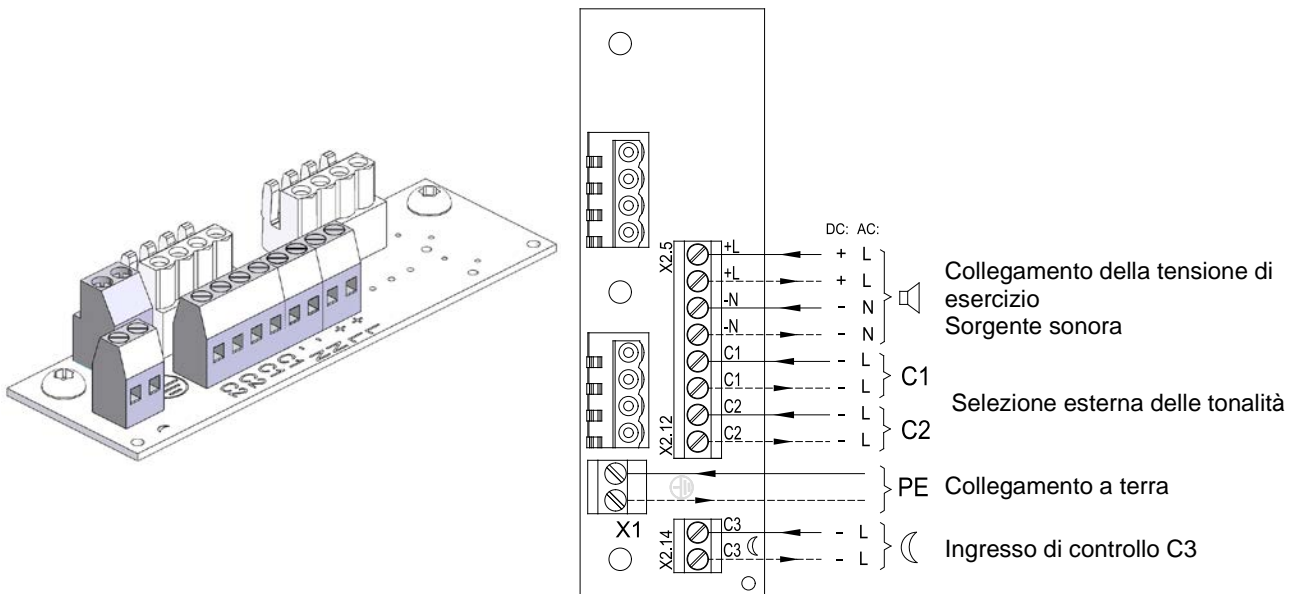 DC: AC:
X2.5
+L + L
+L + L
-N - N
-N - N
Collegamento della tensione di
esercizio
Sorgente sonora
C1 - L
C1 - L
C1
C2 - L
C2 - L
C2
X2.12
Selezione esterna delle tonalità
PE Collegamento a terra
X1
X2.14
C3 - L
C3 - L
Ingresso di controllo C3